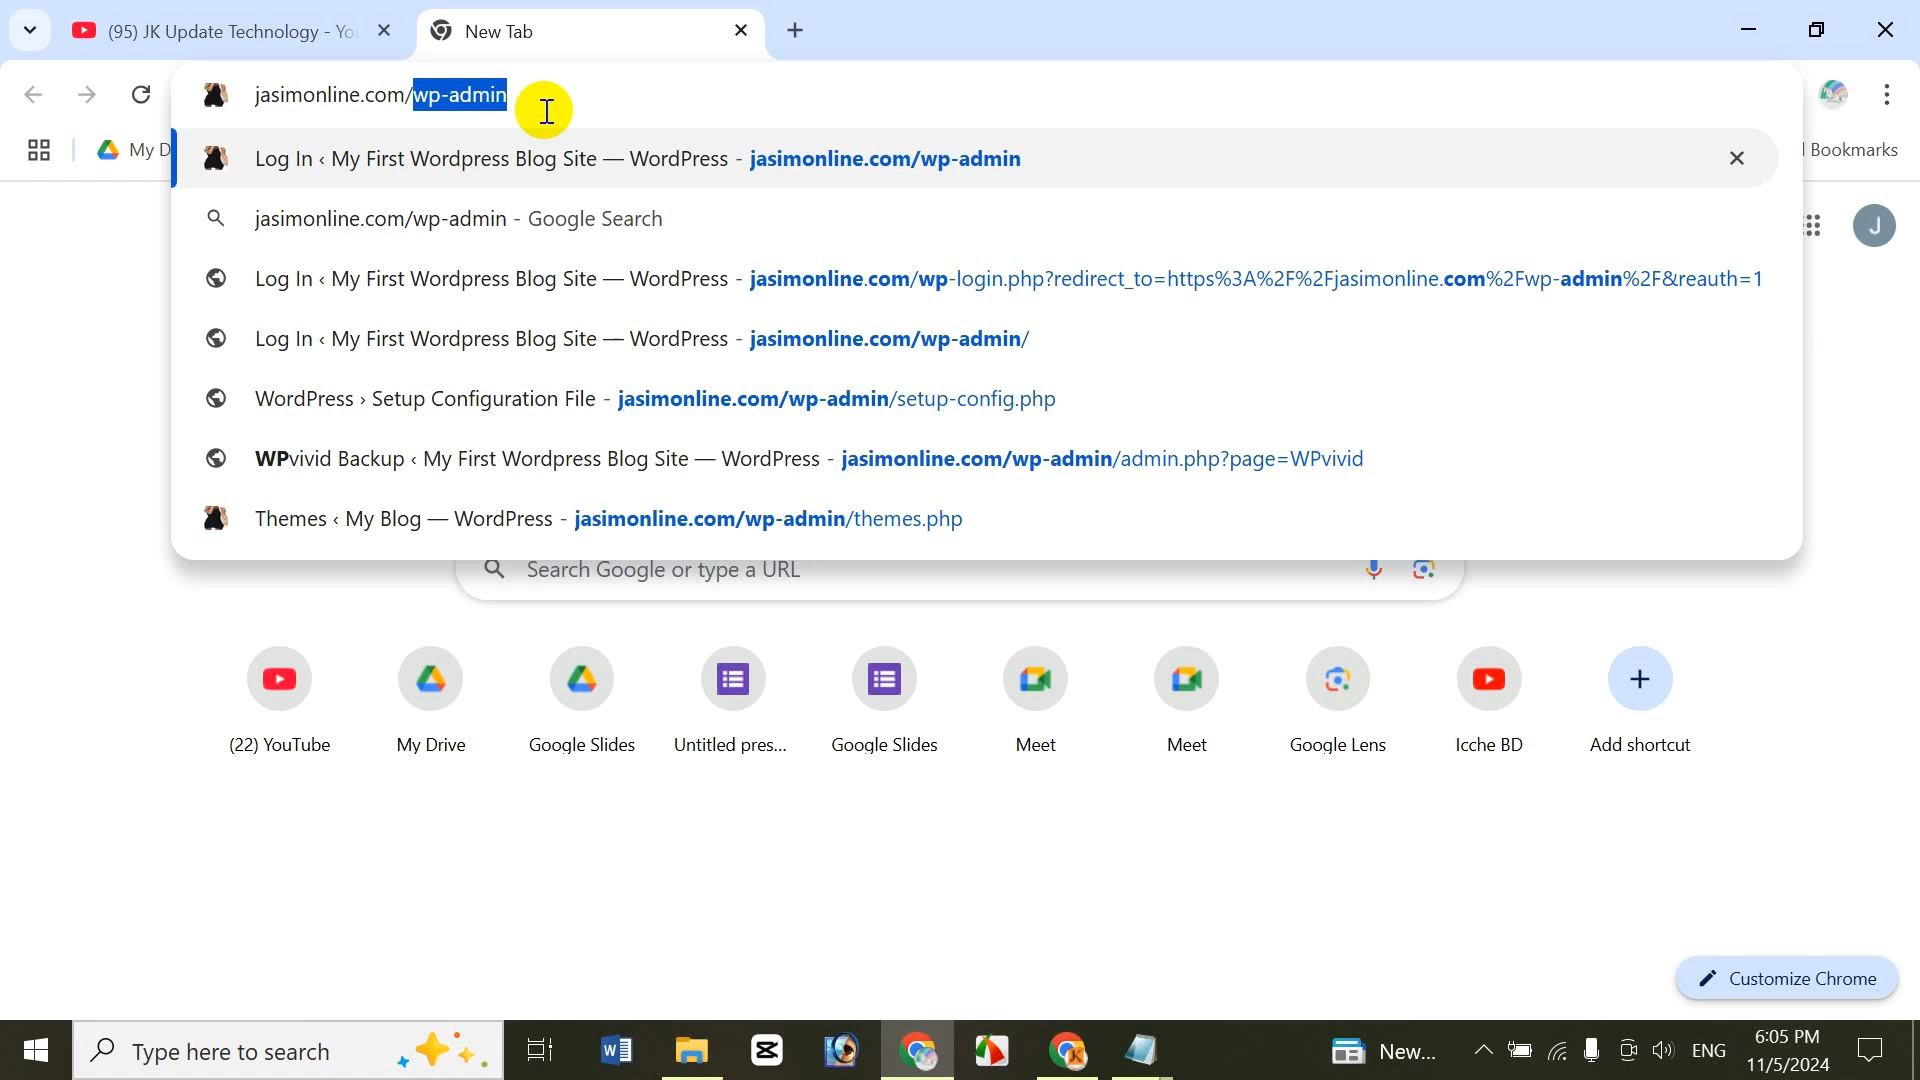 (95) JK Update Technology - You
New Tab
jasimonline.com/wp-admin
My D
Log In ‹ My First Wordpress Blog Site — WordPress - jasimonline.com/wp-admin
Bookmarks
jasimonline.com/wp-admin - Google Search
J
Log In ‹ My First Wordpress Blog Site — WordPress - jasimonline.com/wp-login.php?redirect_to=https%3A%2F%2Fjasimonline.com%2Fwp-admin%2F&reauth=1
Log In ‹ My First Wordpress Blog Site — WordPress - jasimonline.com/wp-admin/
WordPress › Setup Configuration File - jasimonline.com/wp-admin/setup-config.php
WPvivid Backup ‹ My First Wordpress Blog Site — WordPress - jasimonline.com/wp-admin/admin.php?page=WPvivid
Themes ‹ My Blog — WordPress - jasimonline.com/wp-admin/themes.php
Search Google or type a URL
(22) YouTube
My Drive
Google Slides
Untitled pres...
Google Slides
Meet
Meet
Google Lens
Icche BD
Add shortcut
Customize Chrome
Type here to search
New...
ENG
6:05 PM
11/5/2024